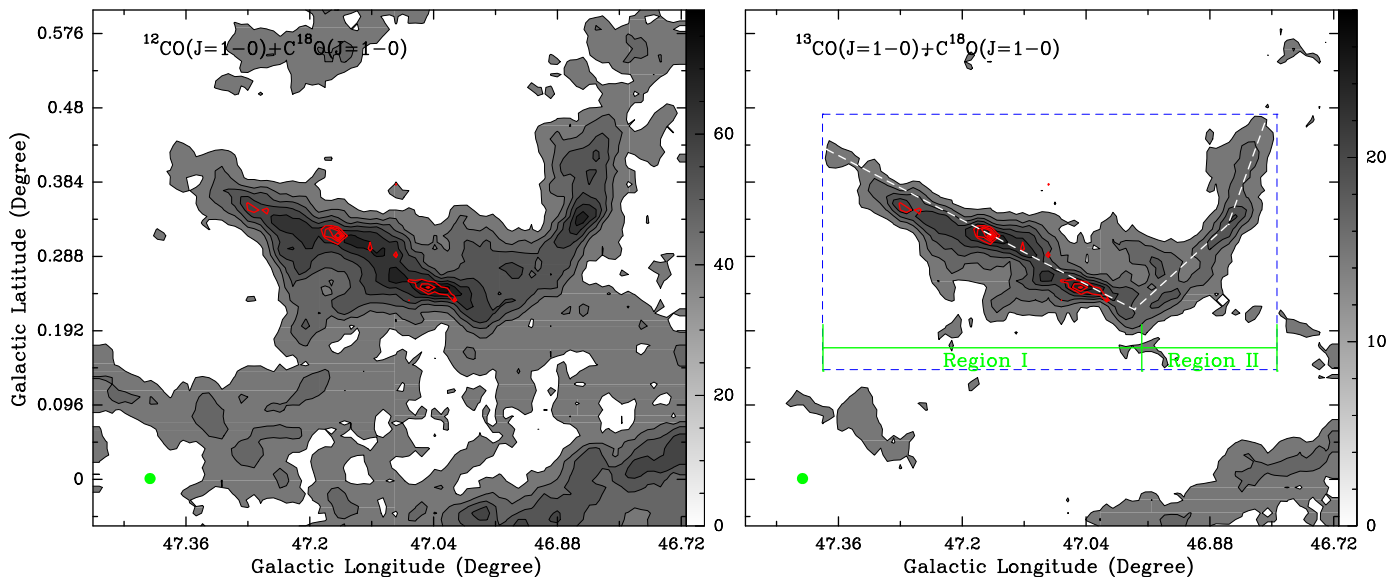 ¹²CO(J=1−0)+C¹⁸O(J=1−0)
0.576
0.48
0.384
0.288
0.192
0.096
0
Galactic Latitude (Degree)
47.36 47.2 47.04 46.88 46.72
Galactic Longitude (Degree)
60
40
20
0
¹³CO(J=1−0)+C¹⁸O(J=1−0)
Region I
Region II
47.36 47.2 47.04 46.88 46.72
Galactic Longitude (Degree)
20
10
0